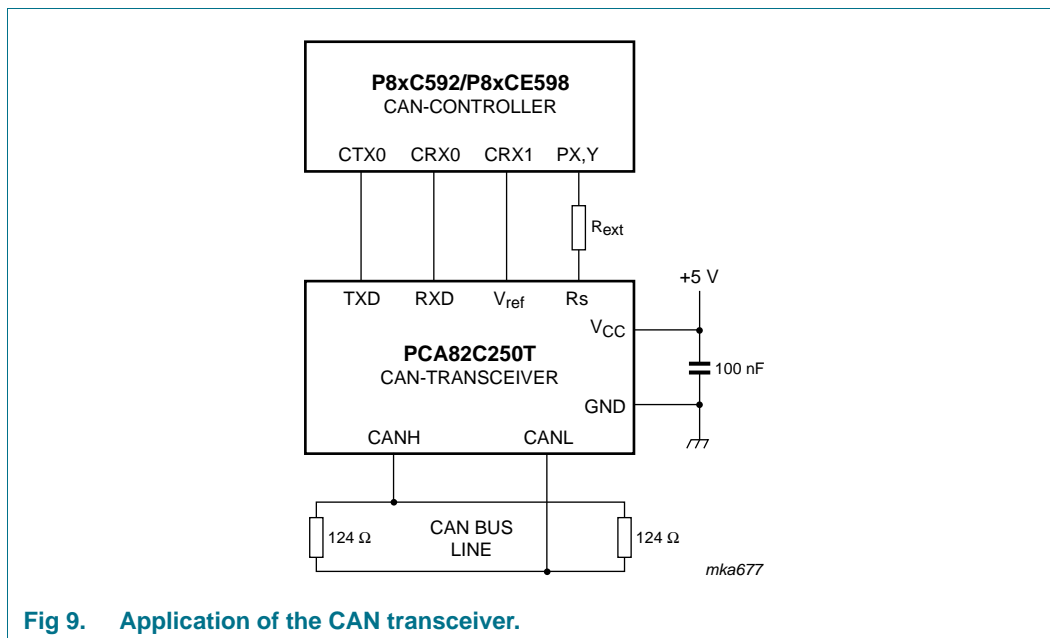 P8xC592/P8xCE598
CAN-CONTROLLER
CTX0 CRX0 CRX1 PX,Y
Rext
+5 V
TXD RXD Vref Rs
VCC
PCA82C250T
CAN-TRANSCEIVER
100 nF
GND
CANH CANL
124 Ω
CAN BUS
LINE
124 Ω
mka677
Fig 9. Application of the CAN transceiver.